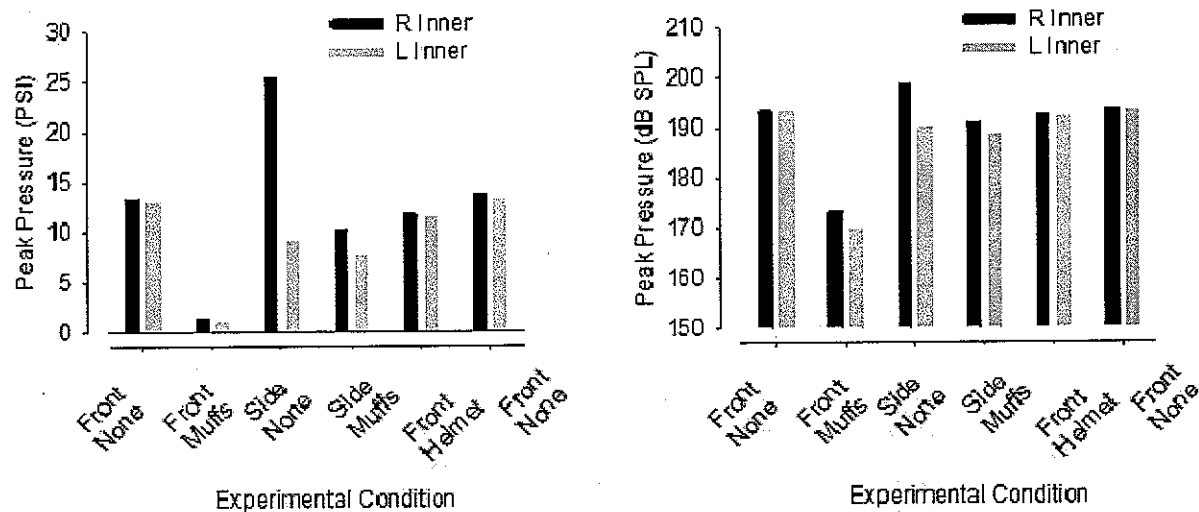 R Inner
L Inner
30
25
20
15
10
5
0
Peak Pressure (PSI)
Front None
Front Muffs
Side None
Side Muffs
Front Helmet
Front None
Experimental Condition
R Inner
L Inner
210
200
190
180
170
160
150
Peak Pressure (dB SPL)
Front None
Front Muffs
Side None
Side Muffs
Front Helmet
Front None
Experimental Condition